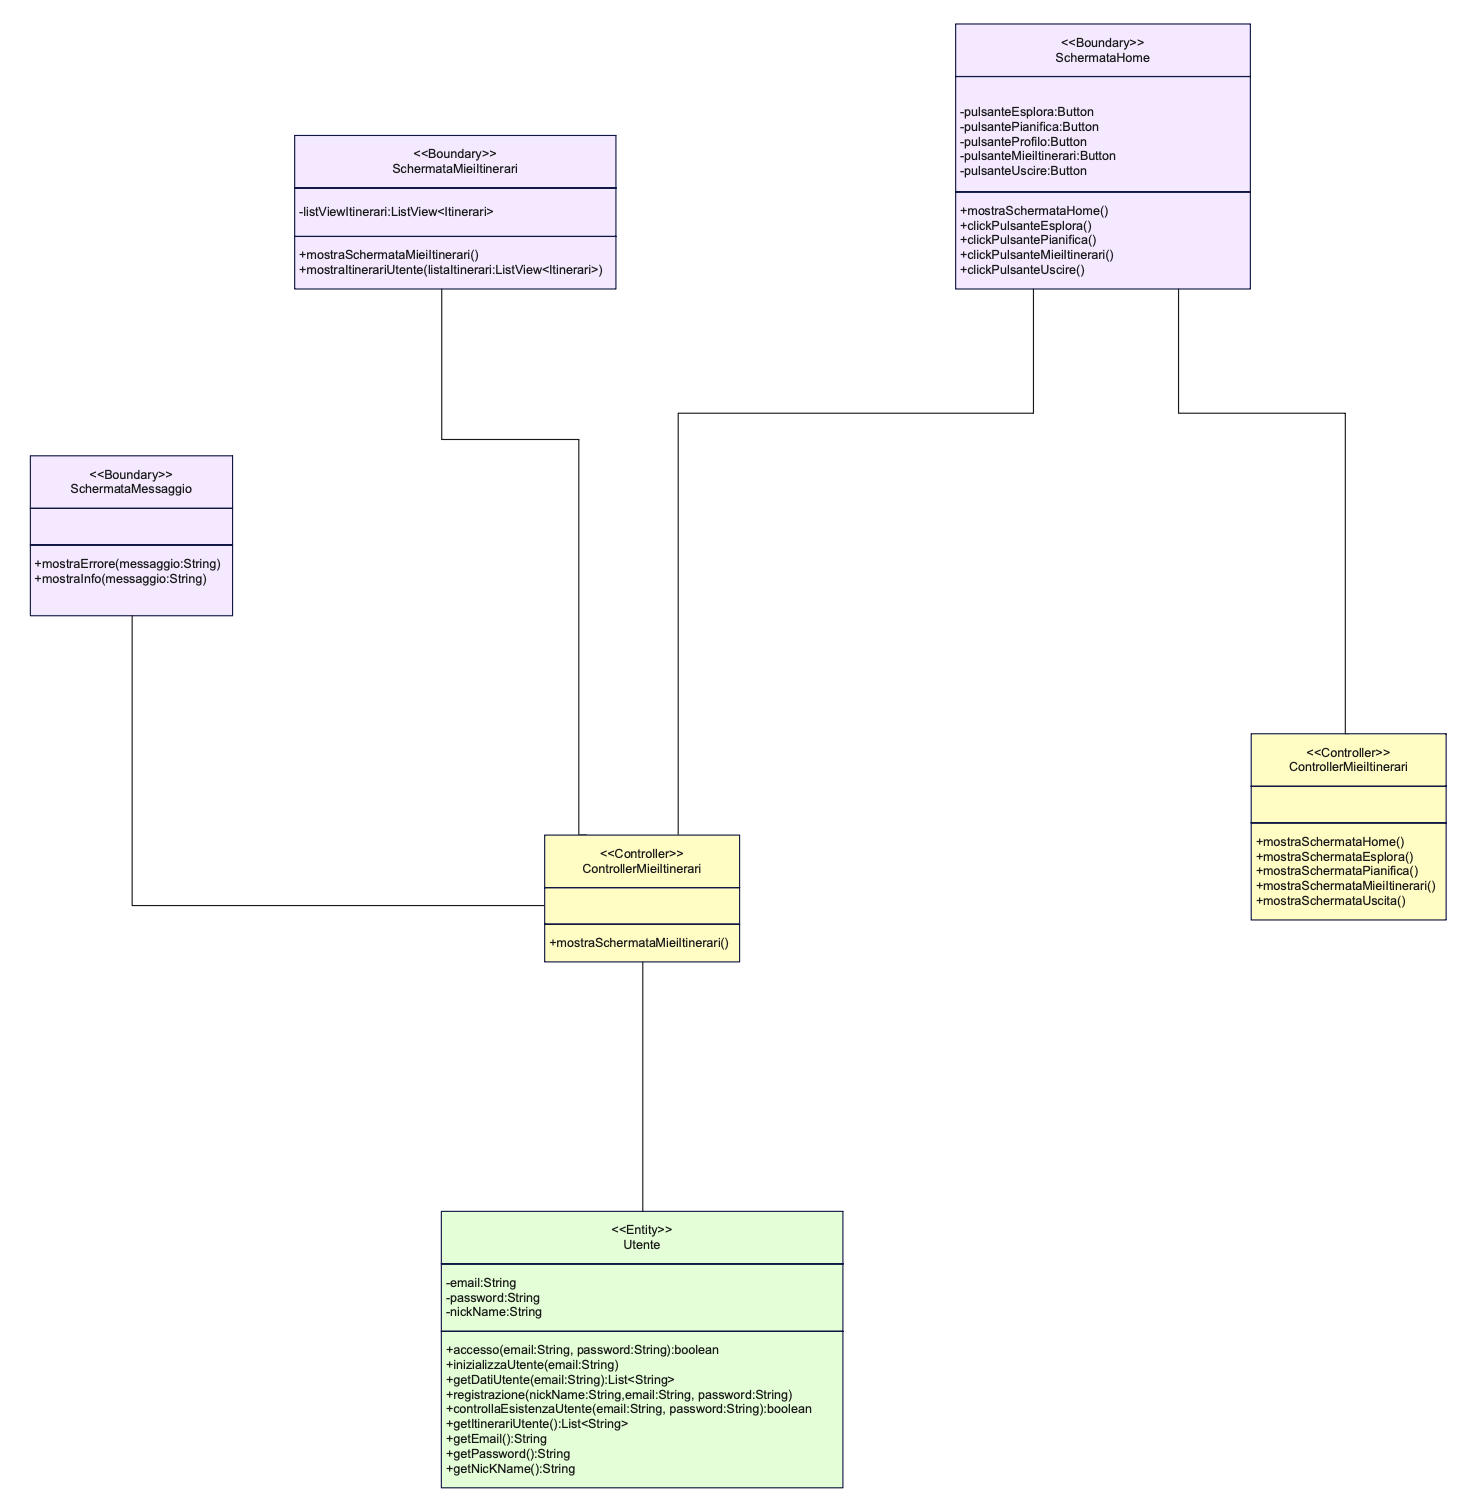 <<Boundary>>
SchermataHome
-pulsanteEsplora:Button
-pulsantePianifica:Button
-pulsanteProfilo:Button
-pulsanteMieiItinerari:Button
-pulsanteUscire:Button
+mostraSchermataHome()
+clickPulsanteEsplora()
+clickPulsantePianifica()
+clickPulsanteMieiItinerari()
+clickPulsanteUscire()
<<Boundary>>
SchermataMieiItinerari
-listViewItinerari:ListView<Itinerari>
+mostraSchermataMieiItinerari()
+mostraItinerariUtente(listaItinerari:ListView<Itinerari>)
<<Boundary>>
SchermataMessaggio
+mostraErrore(messaggio:String)
+mostraInfo(messaggio:String)
<<Controller>>
ControllerMieiItinerari
+mostraSchermataHome()
+mostraSchermataEsplora()
+mostraSchermataPianifica()
+mostraSchermataMieiItinerari()
+mostraSchermataUscita()
<<Controller>>
ControllerMieiItinerari
+mostraSchermataMieiItinerari()
<<Entity>>
Utente
-email:String
-password:String
-nickName:String
+accesso(email:String, password:String):boolean
+inizializzaUtente(email:String)
+getDatiUtente(email:String):List<String>
+registrazione(nickName:String,email:String, password:String)
+controllaEsistenzaUtente(email:String, password:String):boolean
+getItinerariUtente():List<String>
+getEmail():String
+getPassword():String
+getNicKName():String